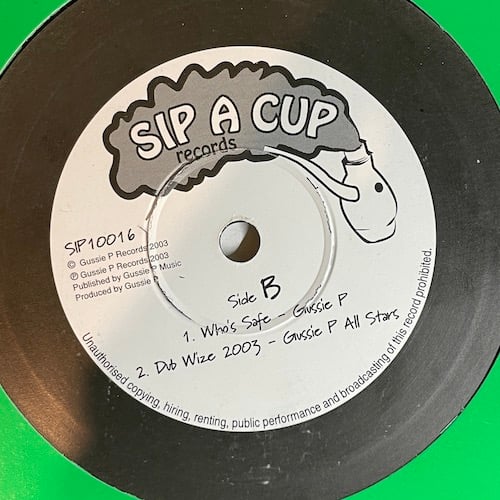 SIP A CUP
records
SIP10016
© Gussie P Records 2003
℗ Gussie P Records 2003
Published by Gussie P Music
Produced by Gussie P
Side B
1. Who's Safe - Gussie P
2. Dub Wize 2003 - Gussie P All Stars
Unauthorised copying, hiring, renting, public performance and broadcasting of this record prohibited.